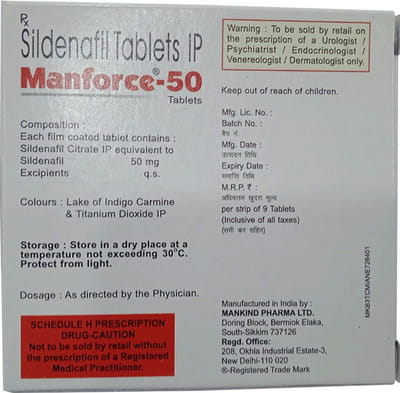 Rx
Sildenafil Tablets IP
Manforce®-50
Tablets
Composition :
Each film coated tablet contains :
Sildenafil Citrate IP equivalent to
Sildenafil 50 mg
Excipients q.s.
Colours : Lake of Indigo Carmine
& Titanium Dioxide IP
Storage : Store in a dry place at a
temperature not exceeding 30°C.
Protect from light.
Dosage : As directed by the Physician.
SCHEDULE H PRESCRIPTION
DRUG-CAUTION
Not to be sold by retail without
the prescription of a Registered
Medical Practitioner.
Warning : To be sold by retail on
the prescription of a Urologist /
Psychiatrist / Endocrinologist /
Venereologist / Dermatologist only.
Keep out of reach of children.
Mfg. Lic. No. :
Batch No. :
बैच नं
Mfg. Date :
उत्पादन तिथि
Expiry Date :
समाप्ति तिथि
M.R.P. ₹ :
अधिकतम खुदरा मूल्य
per strip of 9 Tablets
(Inclusive of all taxes)
(सभी कर सहित)
Manufactured in India by :
MANKIND PHARMA LTD.
Doring Block, Bermiok Elaka,
South-Sikkim 737126
Regd. Office:
208, Okhla Industrial Estate-3,
New Delhi-110 020
®-Registered Trade Mark
MKB3TCMIANE728401